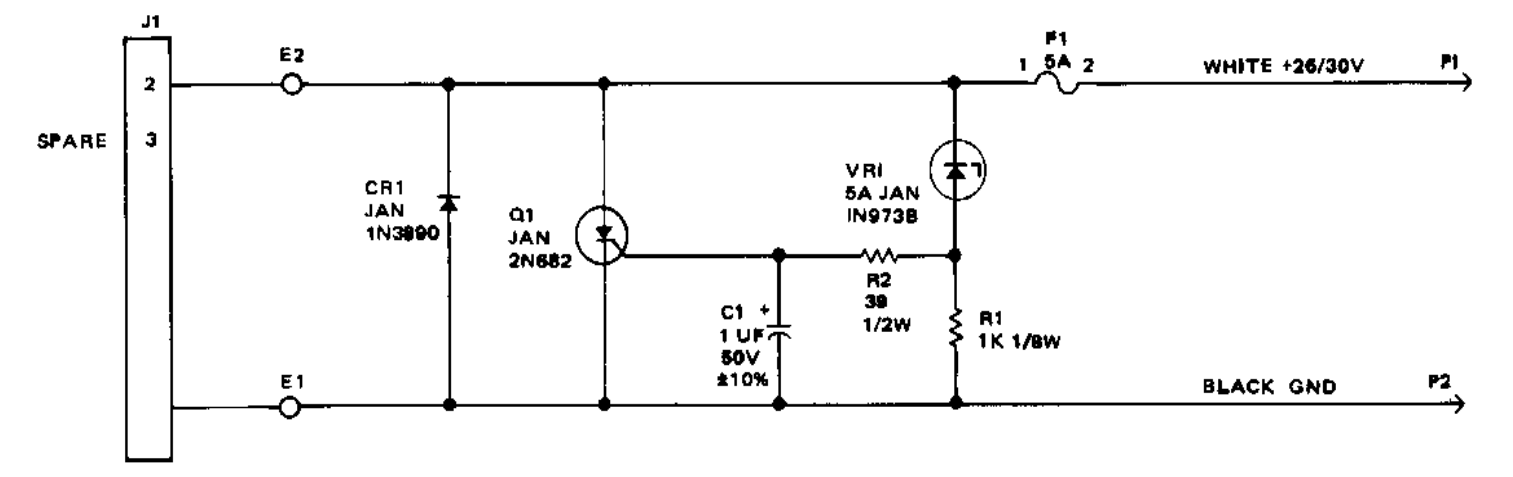 J1
2
SPARE 3
E2
E1
CR1
JAN
1N3890
Q1
JAN
2N682
C1 +
1 UF
50V
±10%
R2
39
1/2W
VR1
5A JAN
IN973B
R1
1K 1/8W
F1
1 5A 2
WHITE +26/30V P1
BLACK GND P2